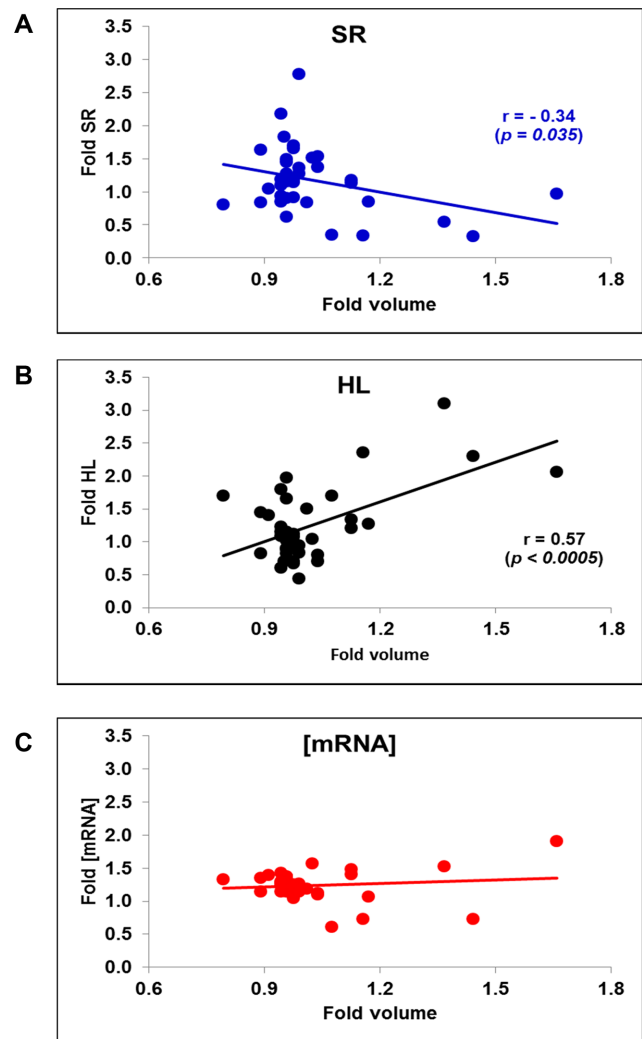 A
SR
Fold SR
3.5
3.0
2.5
2.0
1.5
1.0
0.5
0.0
r = - 0.34
(p = 0.035)
0.6 0.9 1.2 1.5 1.8
Fold volume
B
HL
Fold HL
3.5
3.0
2.5
2.0
1.5
1.0
0.5
0.0
r = 0.57
(p < 0.0005)
0.6 0.9 1.2 1.5 1.8
Fold volume
C
[mRNA]
Fold [mRNA]
3.5
3.0
2.5
2.0
1.5
1.0
0.5
0.0
0.6 0.9 1.2 1.5 1.8
Fold volume